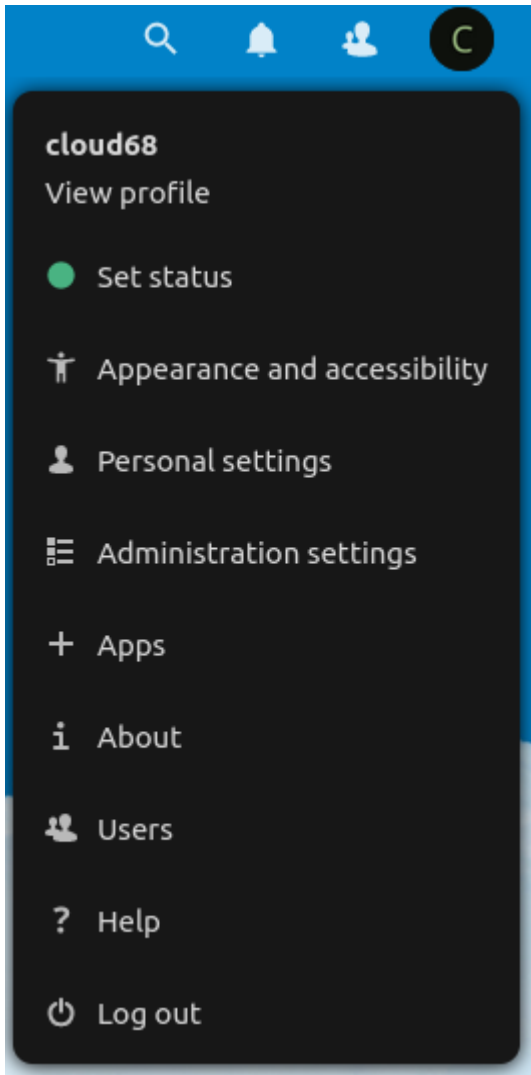 C
cloud68
View profile
Set status
Appearance and accessibility
Personal settings
Administration settings
Apps
About
Users
Help
Log out